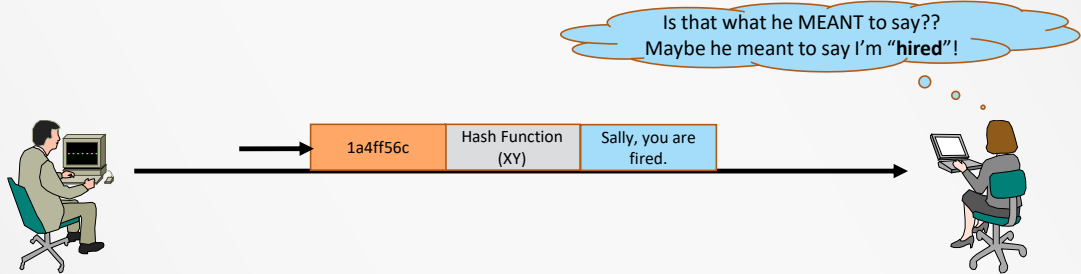 Is that what he MEANT to say??
Maybe he meant to say I'm “hired”!
1a4ff56c
Hash Function
(XY)
Sally, you are
fired.